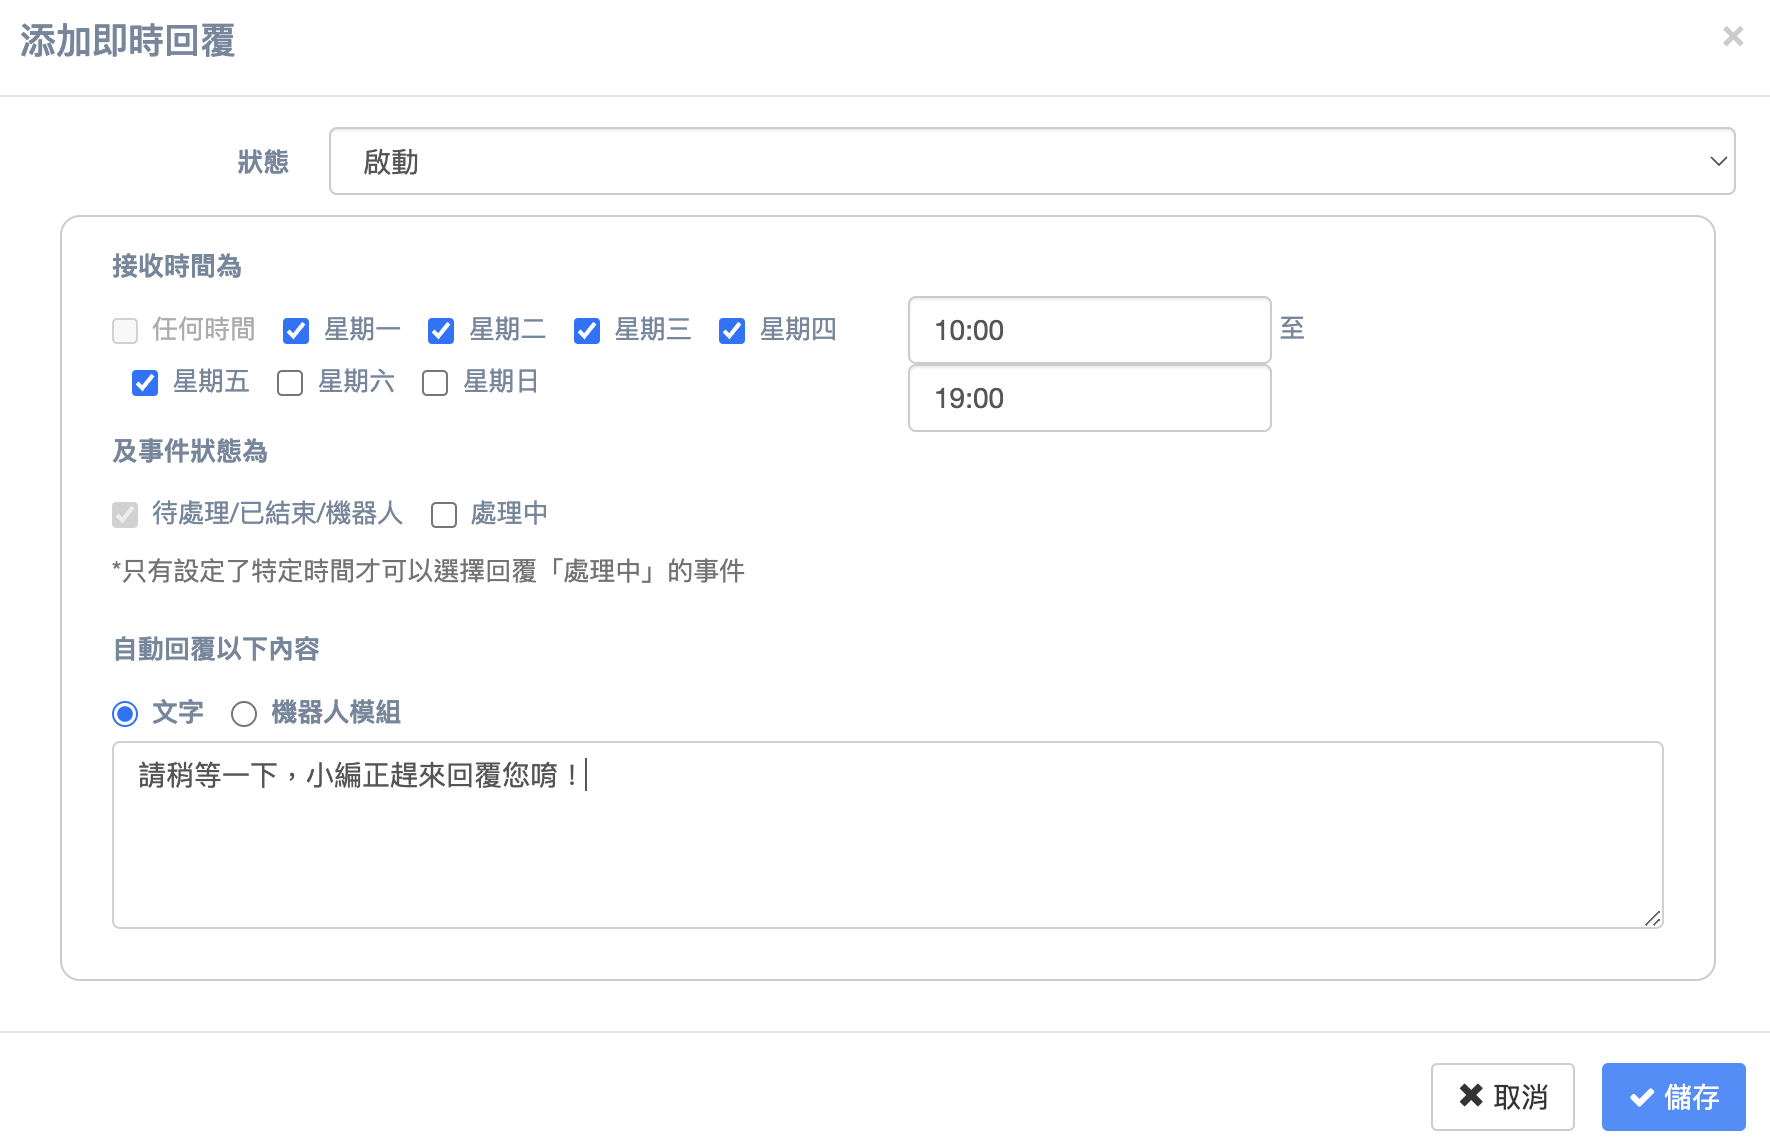 添加即時回覆
狀態
啟動
接收時間為
任何時間 星期一 星期二 星期三 星期四
10:00 至
星期五 星期六 星期日
19:00
及事件狀態為
待處理/已結束/機器人 處理中
*只有設定了特定時間才可以選擇回覆「處理中」的事件
自動回覆以下內容
文字 機器人模組
請稍等一下，小編正趕來回覆您唷！
取消
儲存